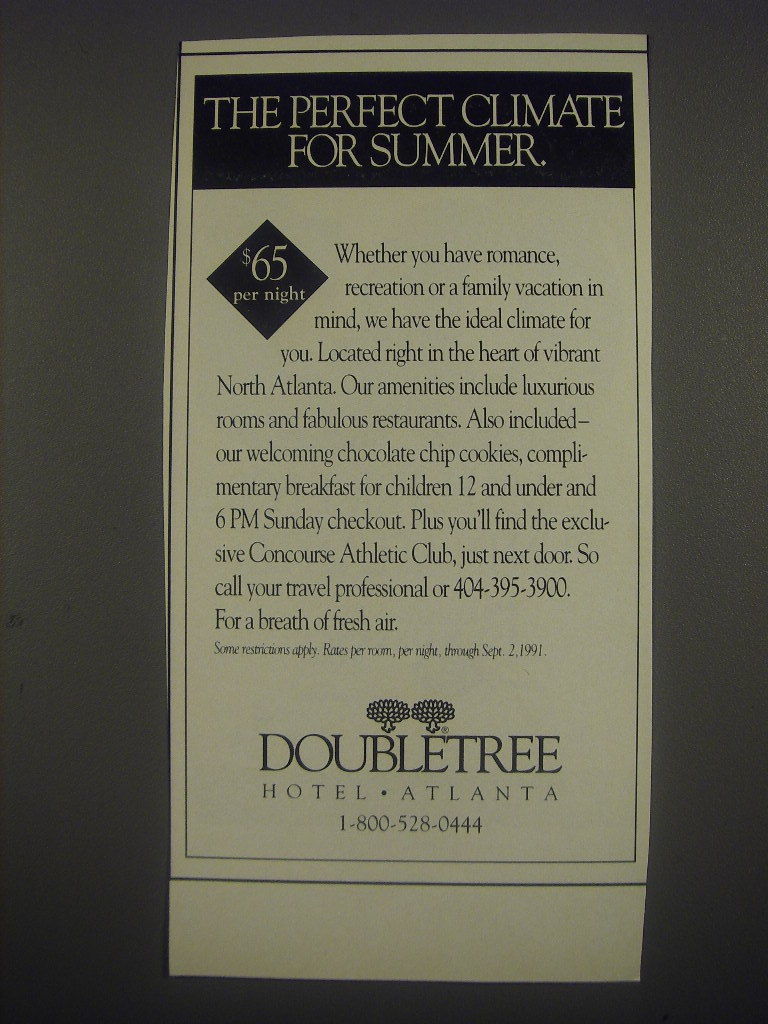 THE PERFECT CLIMATE
FOR SUMMER.
$65
per night
Whether you have romance,
recreation or a family vacation in
mind, we have the ideal climate for
you. Located right in the heart of vibrant
North Atlanta. Our amenities include luxurious
rooms and fabulous restaurants. Also included–
our welcoming chocolate chip cookies, compli-
mentary breakfast for children 12 and under and
6 PM Sunday checkout. Plus you'll find the exclu-
sive Concourse Athletic Club, just next door. So
call your travel professional or 404-395-3900.
For a breath of fresh air.
Some restrictions apply. Rates per room, per night, through Sept. 2, 1991.
DOUBLETREE®
HOTEL • ATLANTA
1-800-528-0444